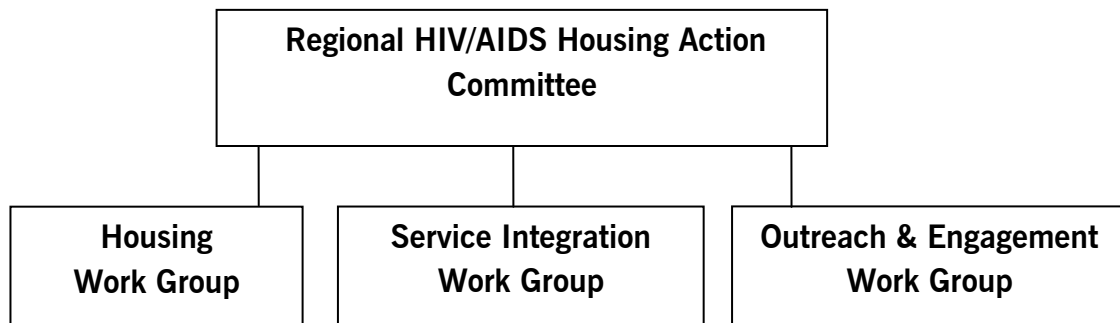 Regional HIV/AIDS Housing Action
Committee
Housing
Work Group
Service Integration
Work Group
Outreach & Engagement
Work Group